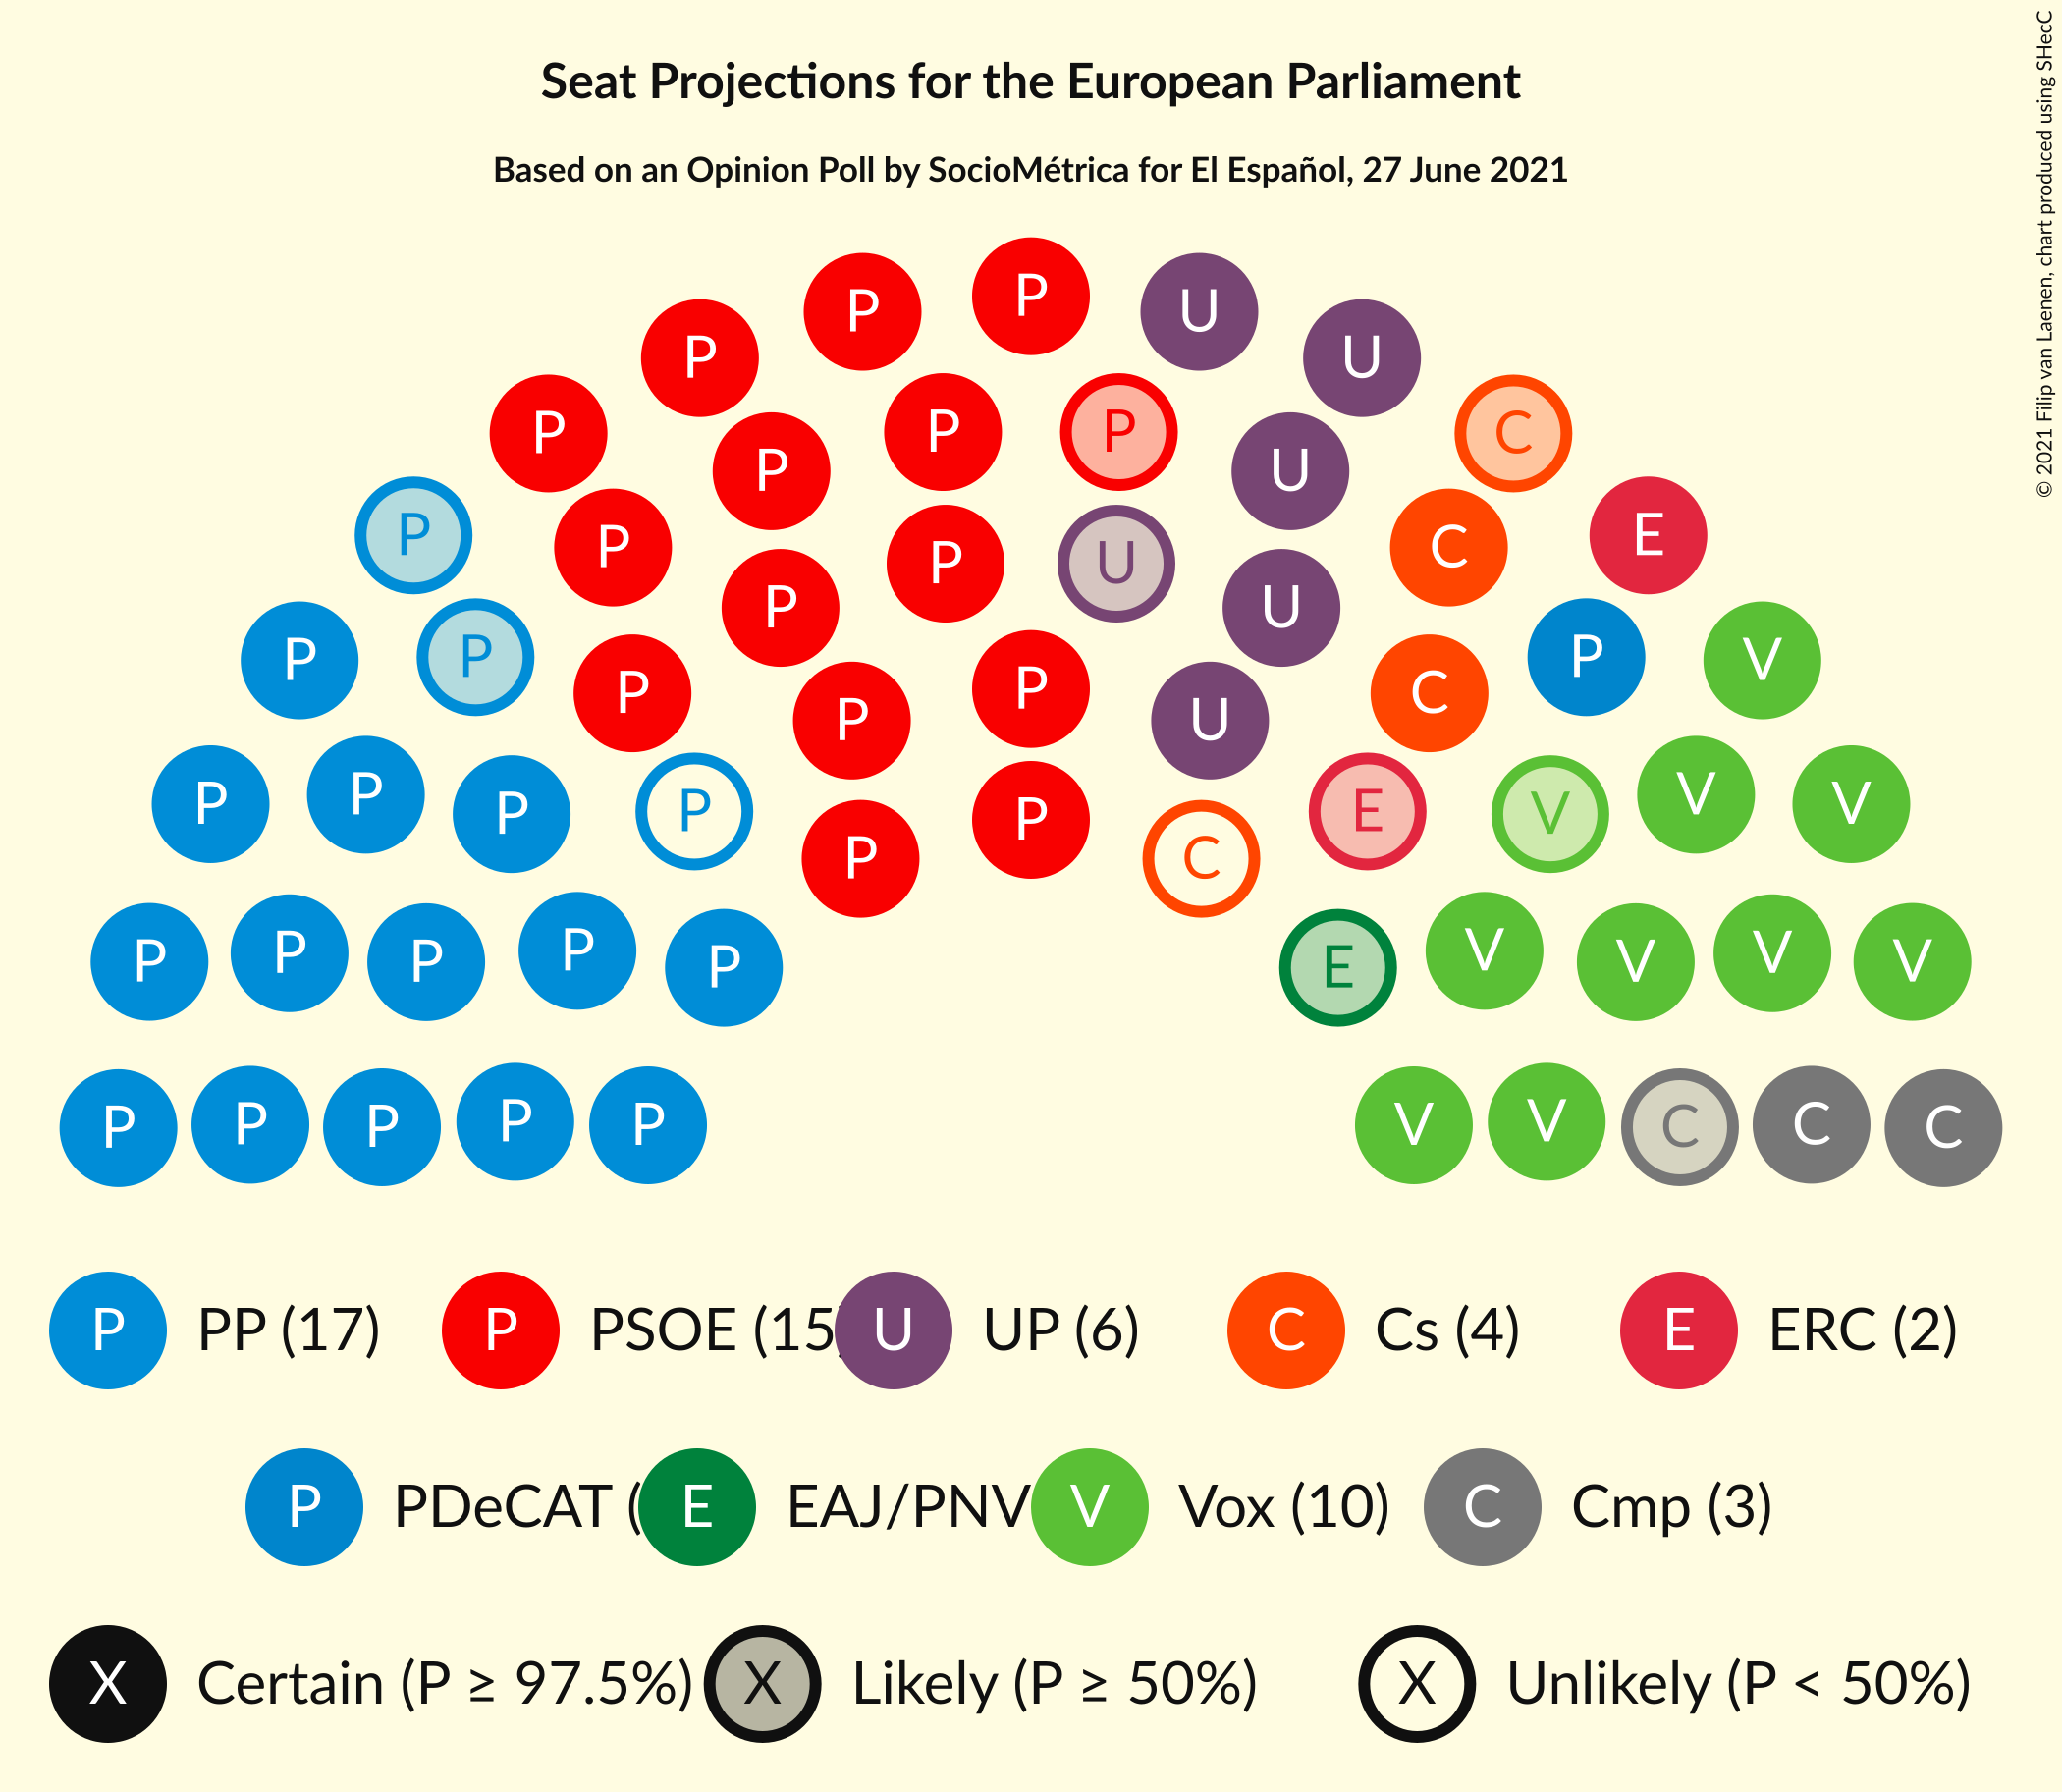 Seat Projections for the European Parliament
Based on an Opinion Poll by SocioMétrica for El Español, 27 June 2021
© 2021 Filip van Laenen, chart produced using SHecC
P P P U U
P P P U C
P P P P U C E
P P P U U
P P P P P C P V
P P P U
P P P P P C E V V V
P P P P P E V V V V
P P P P P V V C C C
P PP (17) P PSOE (15 U UP (6) C Cs (4) E ERC (2)
P PDeCAT ( E EAJ/PNV V Vox (10) C Cmp (3)
X Certain (P ≥ 97.5%) X Likely (P ≥ 50%) X Unlikely (P < 50%)